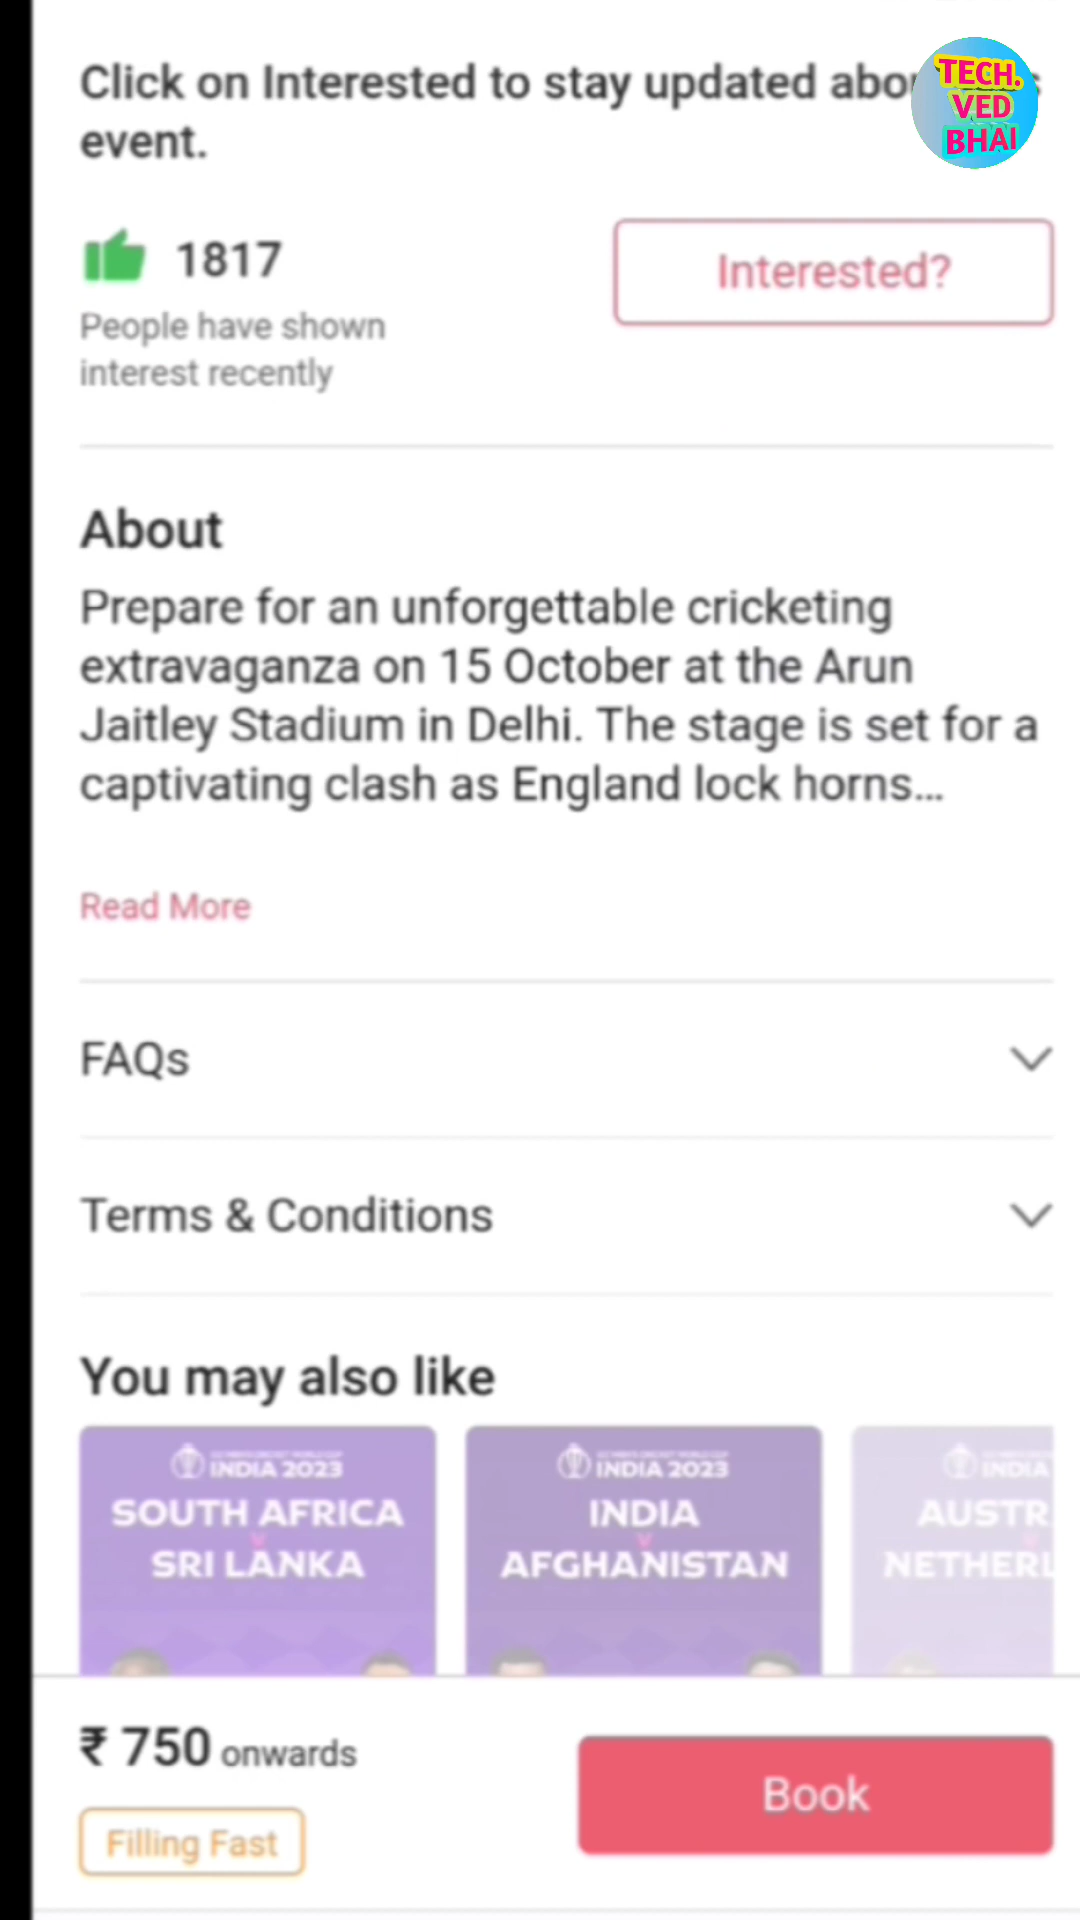 Click on Interested to stay updated
event.
TECH.
VED
BHAI
1817
Interested?
People have shown
interest recently
About
Prepare for an unforgettable cricketing
extravaganza on 15 October at the Arun
Jaitley Stadium in Delhi. The stage is set for a
captivating clash as England lock horns...
Read More
FAQs
Terms & Conditions
You may also like
INDIA 2023
SOUTH AFRICA
V
SRI LANKA
INDIA 2023
INDIA
V
AFGHANISTAN
INDIA
₹ 750 onwards
Book
Filling Fast